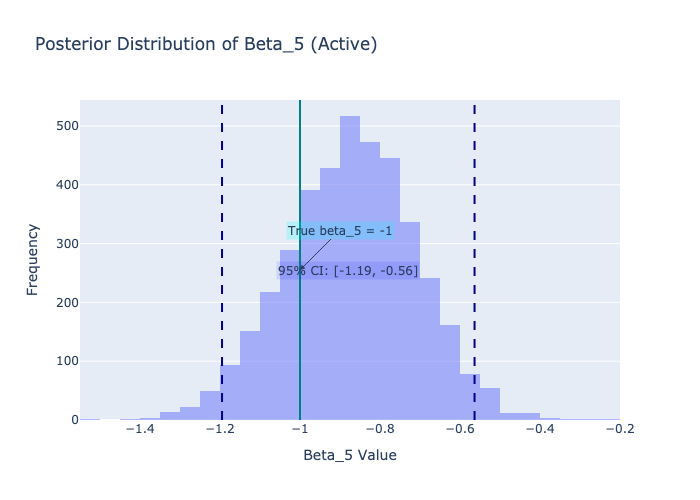 Posterior Distribution of Beta_5 (Active)
500
400
300
200
100
0
Frequency
True beta_5 = -1
95% CI: [-1.19, -0.56]
−1.4
−1.2
−1
−0.8
−0.6
−0.4
−0.2
Beta_5 Value